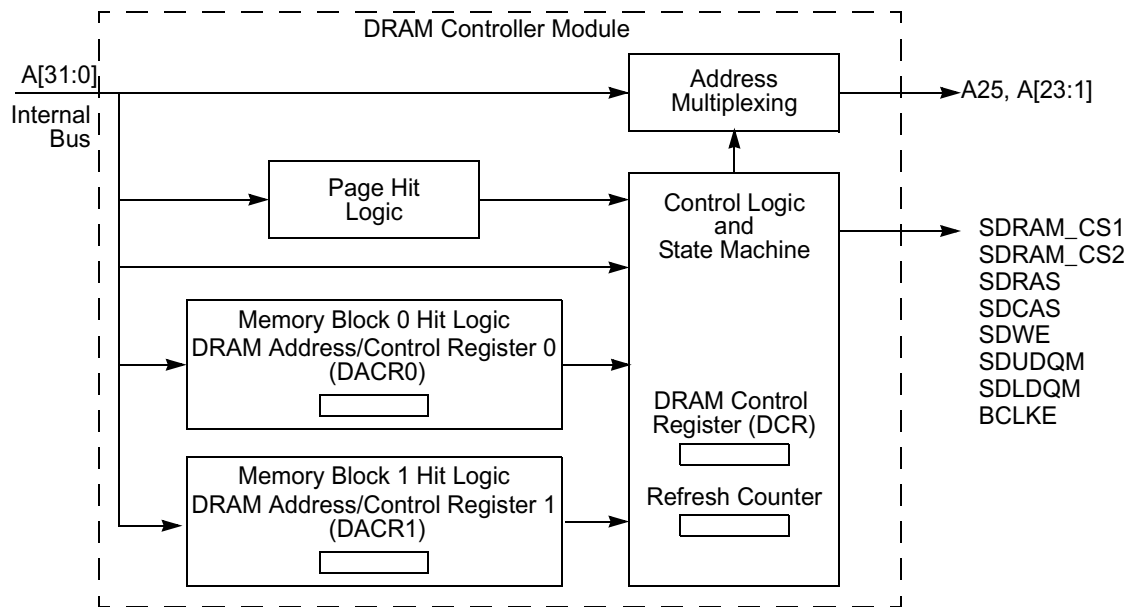 DRAM Controller Module
A[31:0]
Internal
Bus
Address
Multiplexing
A25, A[23:1]
Page Hit
Logic
Control Logic
and
State Machine
SDRAM_CS1
SDRAM_CS2
SDRAS
SDCAS
SDWE
SDUDQM
SDLDQM
BCLKE
Memory Block 0 Hit Logic
DRAM Address/Control Register 0
(DACR0)
DRAM Control
Register (DCR)
Memory Block 1 Hit Logic
DRAM Address/Control Register 1
(DACR1)
Refresh Counter